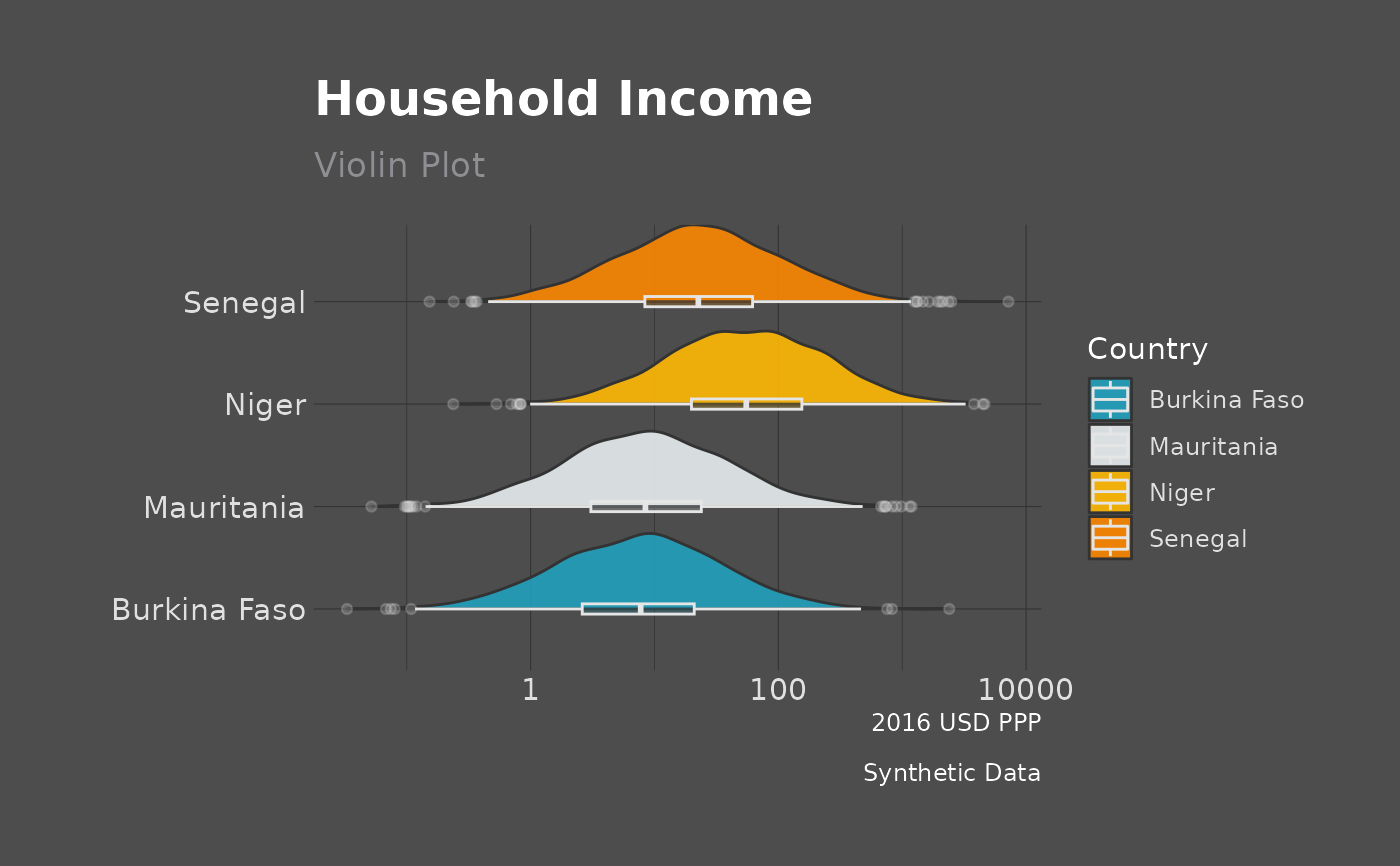 Household Income
Violin Plot
Senegal
Niger
Mauritania
Burkina Faso
1 100 10000
2016 USD PPP
Synthetic Data
Country
Burkina Faso
Mauritania
Niger
Senegal